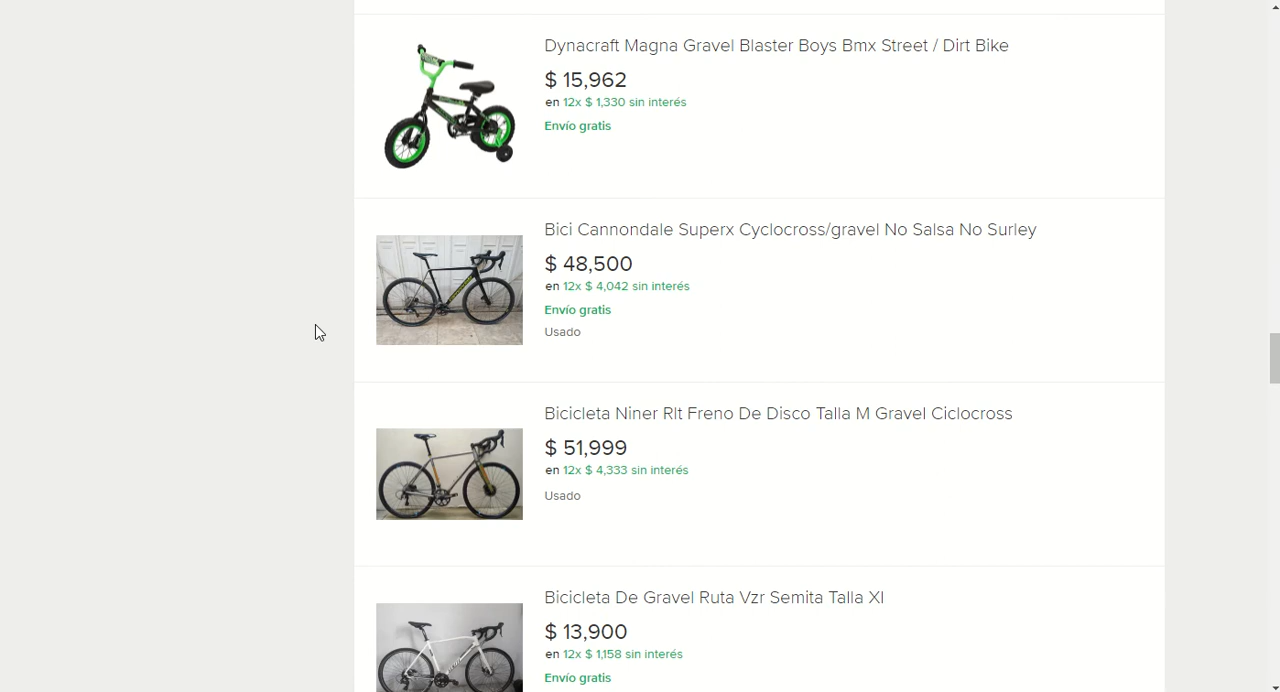 Dynacraft Magna Gravel Blaster Boys Bmx Street / Dirt Bike
$ 15,962
en 12x $ 1,330 sin interés
Envío gratis
Bici Cannondale Superx Cyclocross/gravel No Salsa No Surley
$ 48,500
en 12x $ 4,042 sin interés
Envío gratis
Usado
Bicicleta Niner Rlt Freno De Disco Talla M Gravel Ciclocross
$ 51,999
en 12x $ 4,333 sin interés
Usado
Bicicleta De Gravel Ruta Vzr Semita Talla Xl
$ 13,900
en 12x $ 1,158 sin interés
Envío gratis